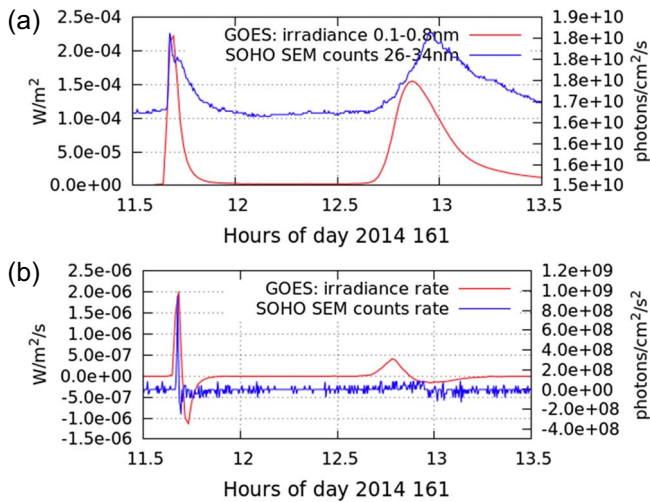 (a)
GOES: irradiance 0.1-0.8nm
SOHO SEM counts 26-34nm
W/m2
2.5e-04
2.0e-04
1.5e-04
1.0e-04
5.0e-05
0.0e+00
1.9e+10
1.8e+10
1.8e+10
1.7e+10
1.7e+10
1.6e+10
1.6e+10
1.5e+10
photons/cm2/s
11.5 12 12.5 13 13.5
Hours of day 2014 161
(b)
GOES: irradiance rate
SOHO SEM counts rate
W/m2/s
2.5e-06
2.0e-06
1.5e-06
1.0e-06
5.0e-07
0.0e+00
-5.0e-07
-1.0e-06
-1.5e-06
1.2e+09
1.0e+09
8.0e+08
6.0e+08
4.0e+08
2.0e+08
0.0e+00
-2.0e+08
-4.0e+08
photons/cm2/s2
11.5 12 12.5 13 13.5
Hours of day 2014 161